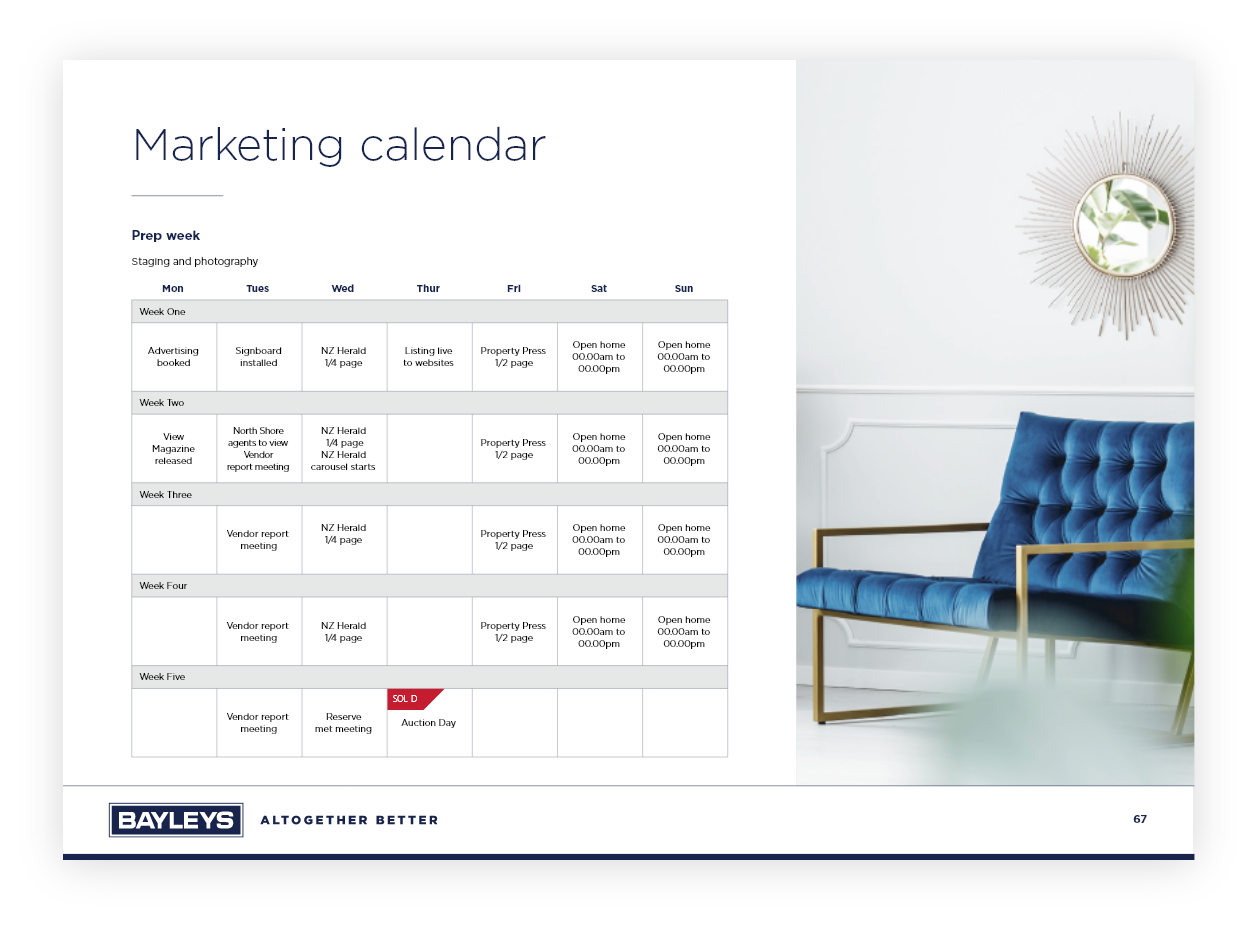 Marketing calendar
Prep week
Staging and photography
Mon Tues Wed Thur Fri Sat Sun
Week One
Advertising
booked
Signboard
installed
NZ Herald
1/4 page
Listing live
to websites
Property Press
1/2 page
Open home
00.00am to
00.00pm
Open home
00.00am to
00.00pm
Week Two
View
Magazine
released
North Shore
agents to view
Vendor
report meeting
NZ Herald
1/4 page
NZ Herald
carousel starts
Property Press
1/2 page
Open home
00.00am to
00.00pm
Open home
00.00am to
00.00pm
Week Three
Vendor report
meeting
NZ Herald
1/4 page
Property Press
1/2 page
Open home
00.00am to
00.00pm
Open home
00.00am to
00.00pm
Week Four
Vendor report
meeting
NZ Herald
1/4 page
Property Press
1/2 page
Open home
00.00am to
00.00pm
Open home
00.00am to
00.00pm
Week Five
Vendor report
meeting
Reserve
met meeting
SOLD
Auction Day
BAYLEYS ALTOGETHER BETTER
67